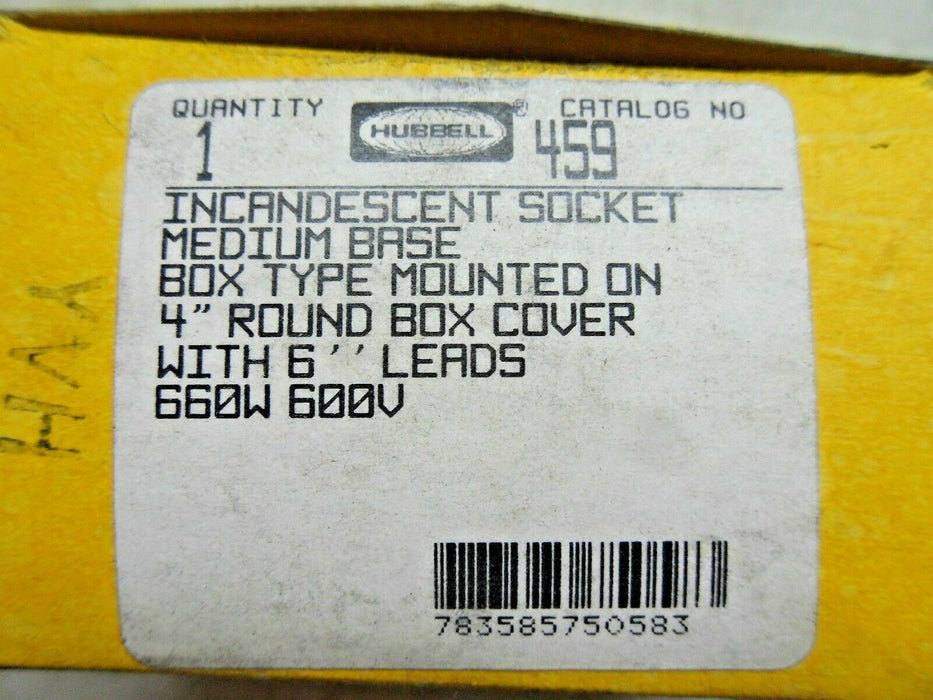 QUANTITY HUBBELL ® CATALOG NO
1 459
INCANDESCENT SOCKET
MEDIUM BASE
BOX TYPE MOUNTED ON
4" ROUND BOX COVER
WITH 6'' LEADS
660W 600V
783585750583
YVH